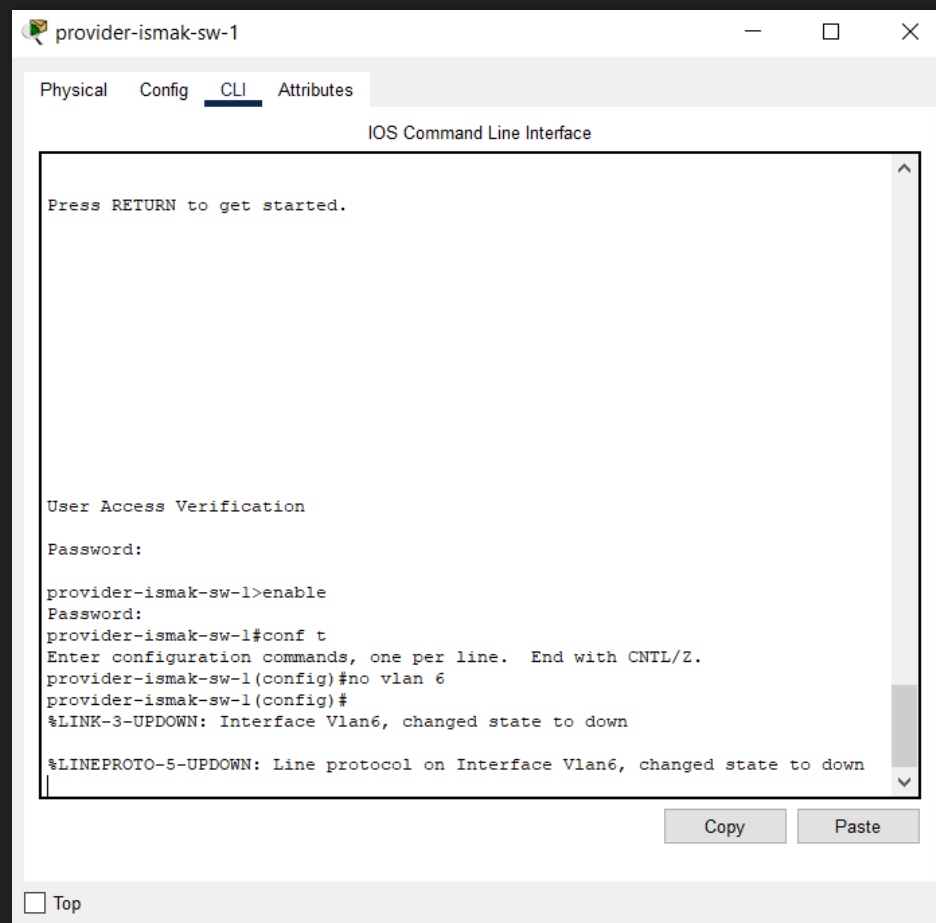 provider-ismak-sw-1
Physical Config CLI Attributes
IOS Command Line Interface
Press RETURN to get started.
User Access Verification
Password:
provider-ismak-sw-1>enable
Password:
provider-ismak-sw-1#conf t
Enter configuration commands, one per line.  End with CNTL/Z.
provider-ismak-sw-1(config)#no vlan 6
provider-ismak-sw-1(config)#
%LINK-3-UPDOWN: Interface Vlan6, changed state to down
%LINEPROTO-5-UPDOWN: Line protocol on Interface Vlan6, changed state to down
Copy Paste
Top